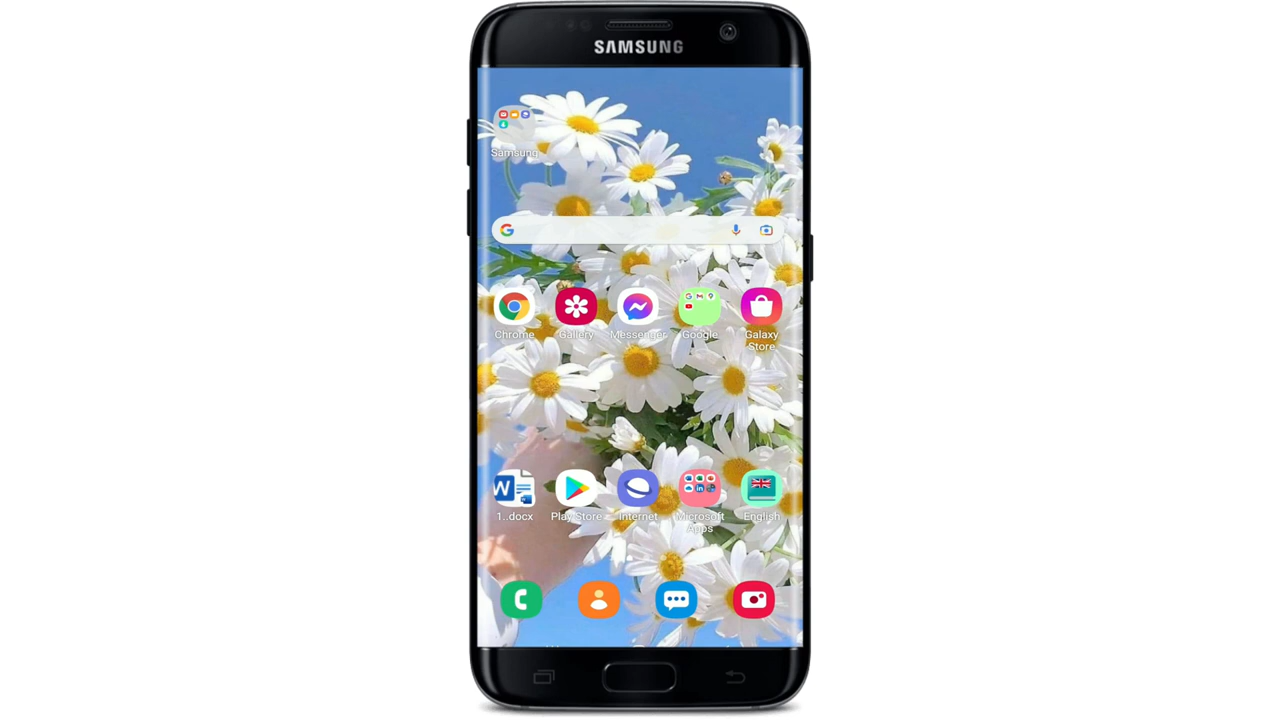 SAMSUNG
Samsung
Chrome
Gallery
Messenger
Google
Galaxy
Store
W
1..docx
Play Store
Internet
Microsoft
Apps
English